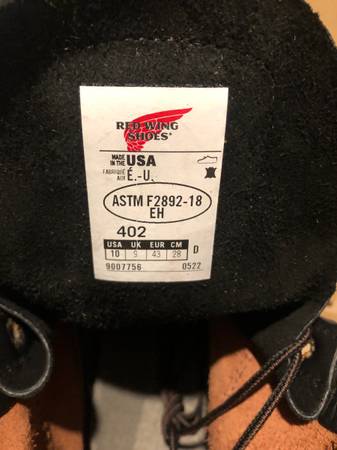 RED WING
SHOES®
MADE IN THE USA
FABRIQUÉ AUX É.-U.
ASTM F2892-18
EH
402
USA UK EUR CM
10 9 43 28 D
9007756 0522